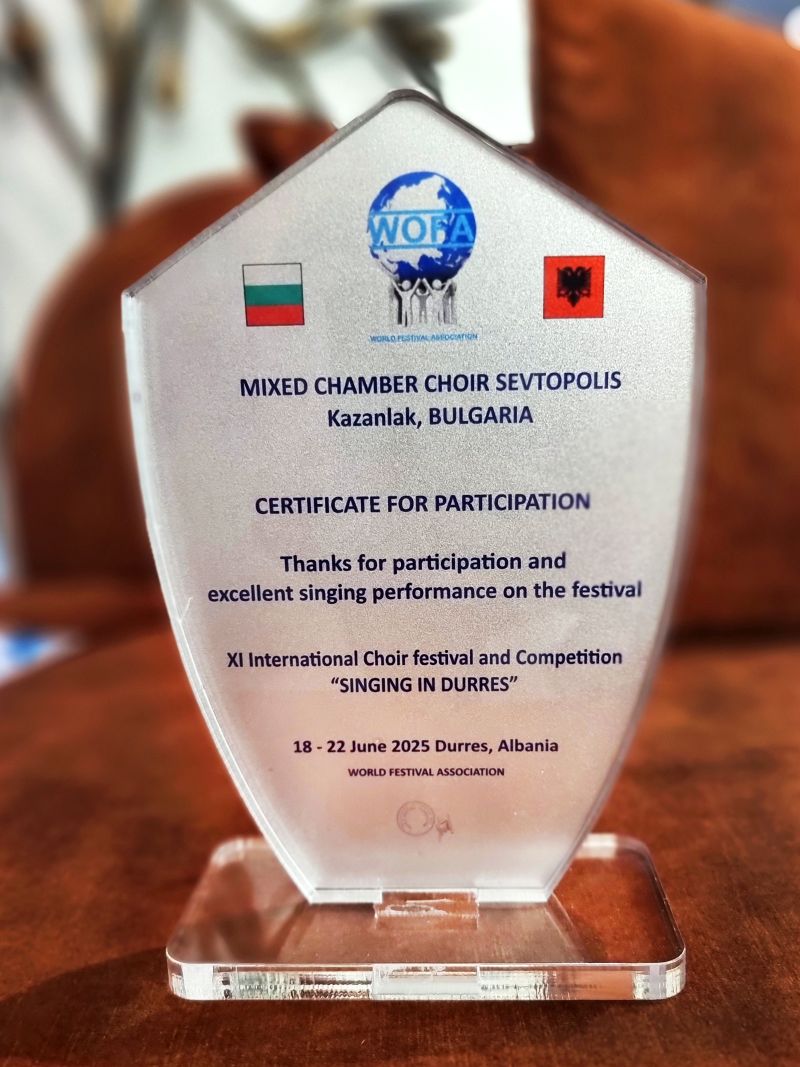 WOFA
WORLD FESTIVAL ASSOCIATION
MIXED CHAMBER CHOIR SEVTOPOLIS
Kazanlak, BULGARIA
CERTIFICATE FOR PARTICIPATION
Thanks for participation and
excellent singing performance on the festival
XI International Choir festival and Competition
“SINGING IN DURRES”
18 - 22 June 2025 Durres, Albania
WORLD FESTIVAL ASSOCIATION